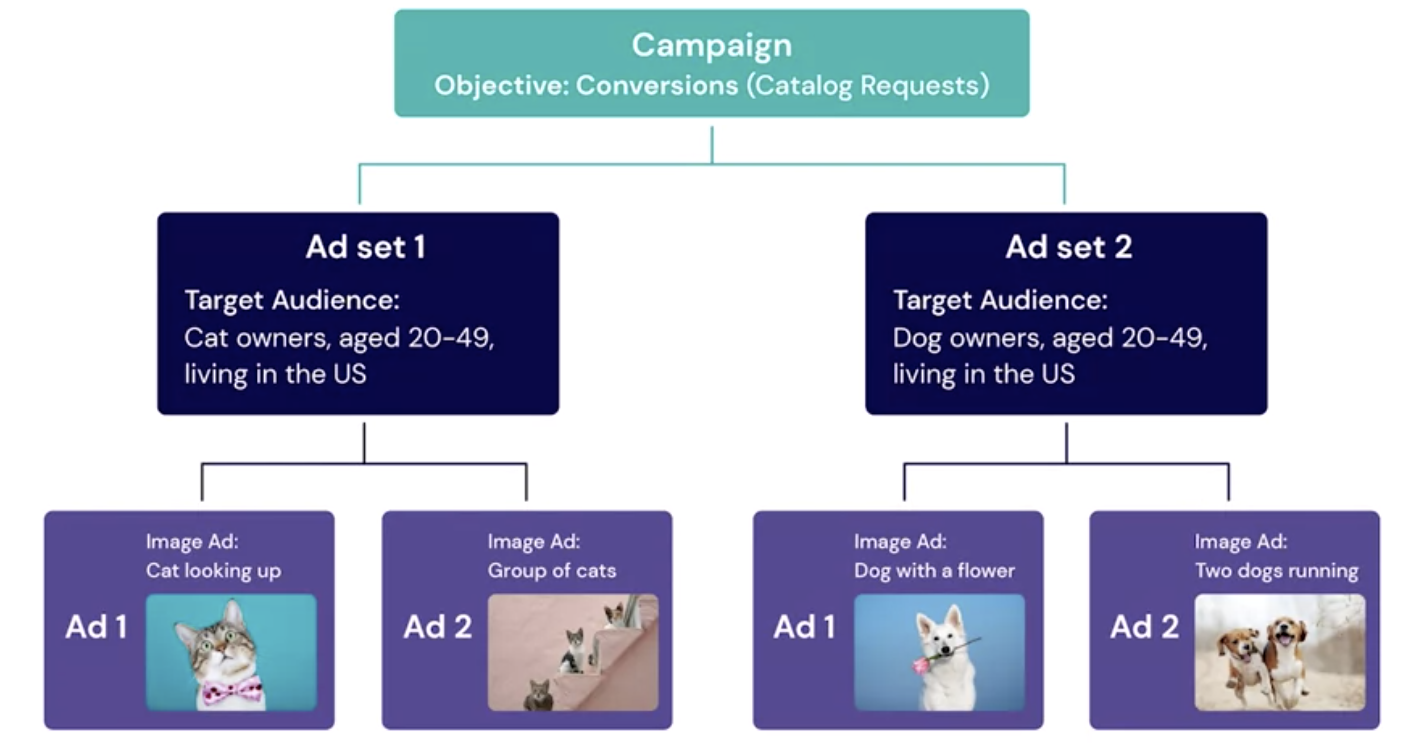 Campaign
Objective: Conversions (Catalog Requests)
Ad set 1
Target Audience:
Cat owners, aged 20-49,
living in the US
Ad set 2
Target Audience:
Dog owners, aged 20-49,
living in the US
Ad 1
Image Ad:
Cat looking up
Ad 2
Image Ad:
Group of cats
Ad 1
Image Ad:
Dog with a flower
Ad 2
Image Ad:
Two dogs running